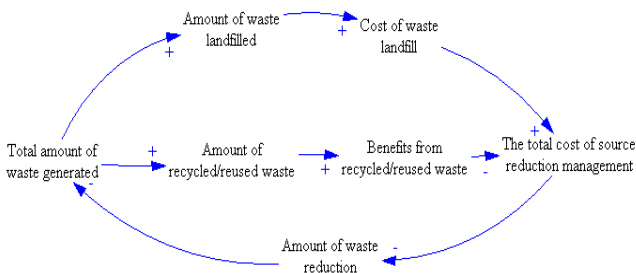 Amount of waste
landfilled
+
Cost of waste
landfill
+
Total amount of
waste generated
-
Amount of
recycled/reused waste
+
Benefits from
recycled/reused waste
+
The total cost of source
reduction management
+
-
Amount of waste
reduction
-